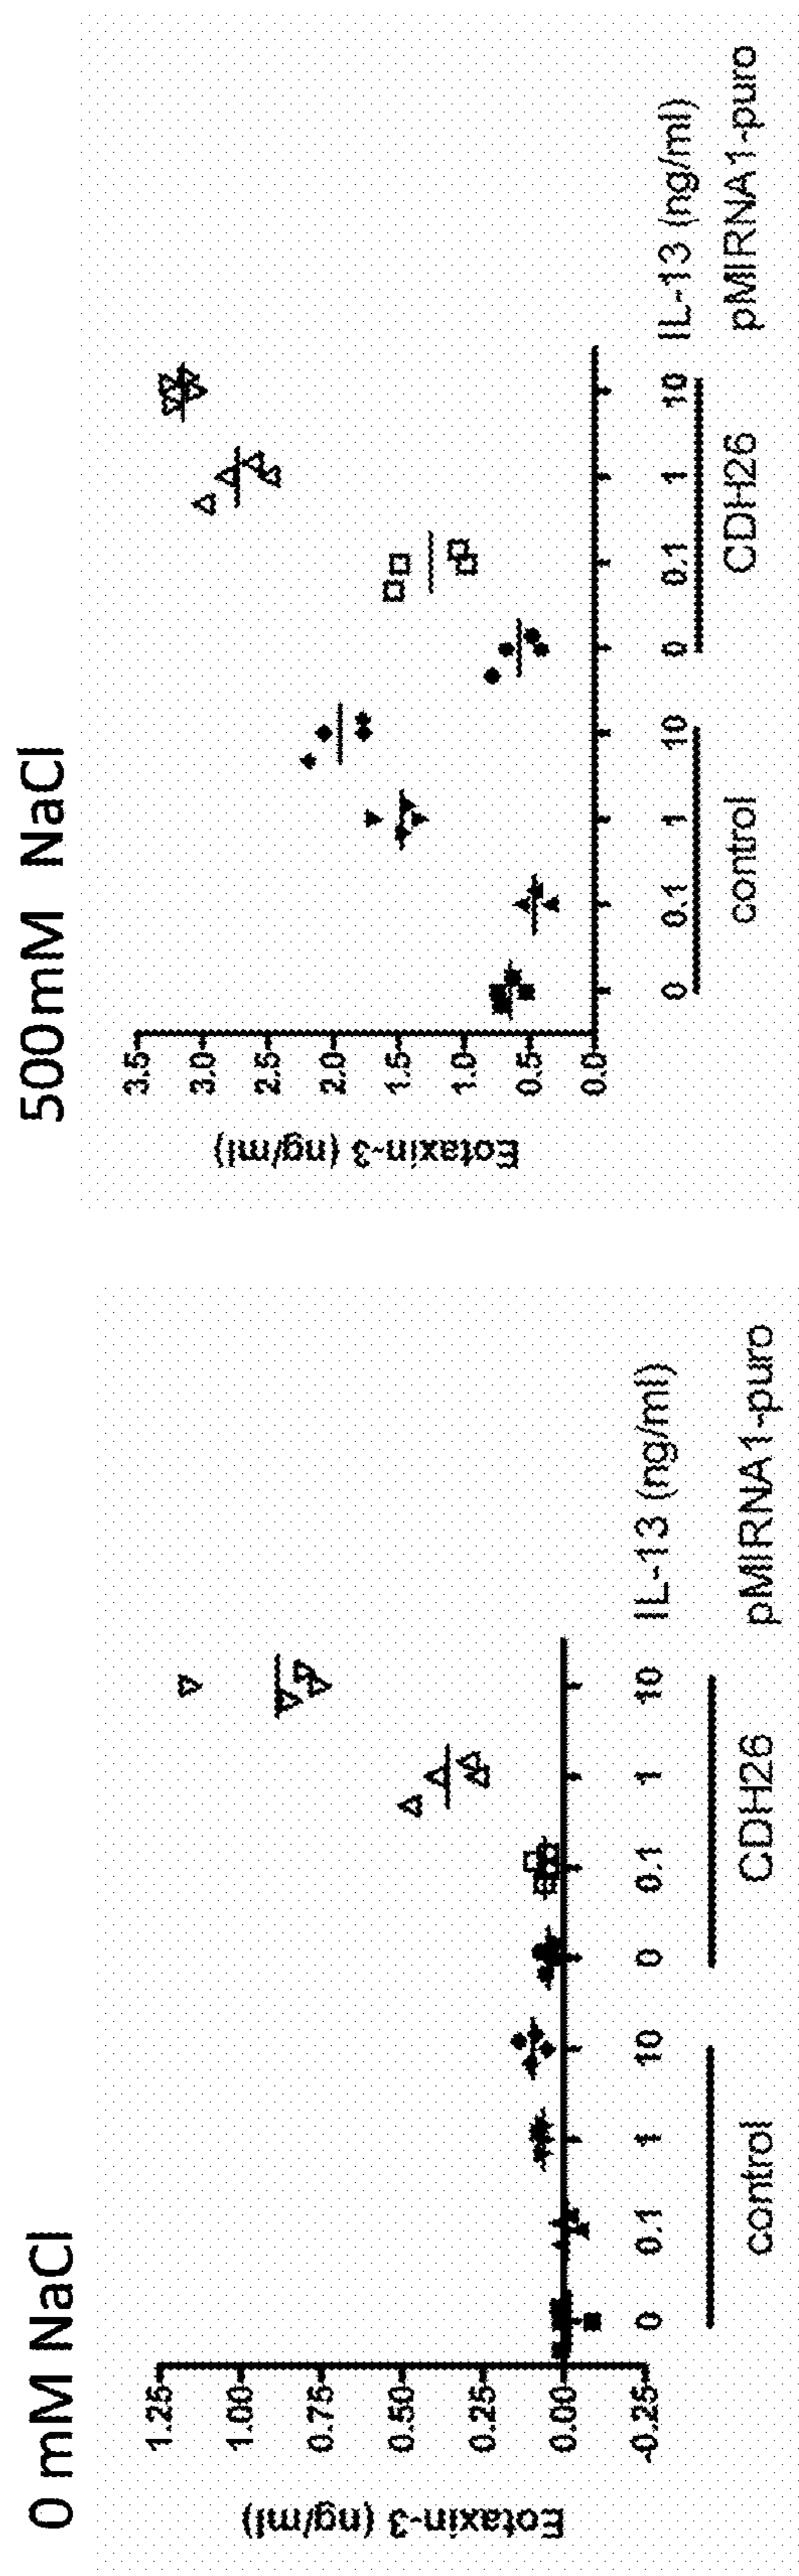 0 mM NaCl
Eotaxin-3 (ng/ml)
1.25
1.00
0.75
0.50
0.25
0.00
-0.25
0 0.1 1 10 0 0.1 1 10 IL-13 (ng/ml)
control CDH26 pMIRNA1-puro
500mM NaCl
Eotaxin-3 (ng/ml)
3.5
3.0
2.5
2.0
1.5
1.0
0.5
0.0
0 0.1 1 10 0 0.1 1 10 IL-13 (ng/ml)
control CDH26 pMIRNA1-puro